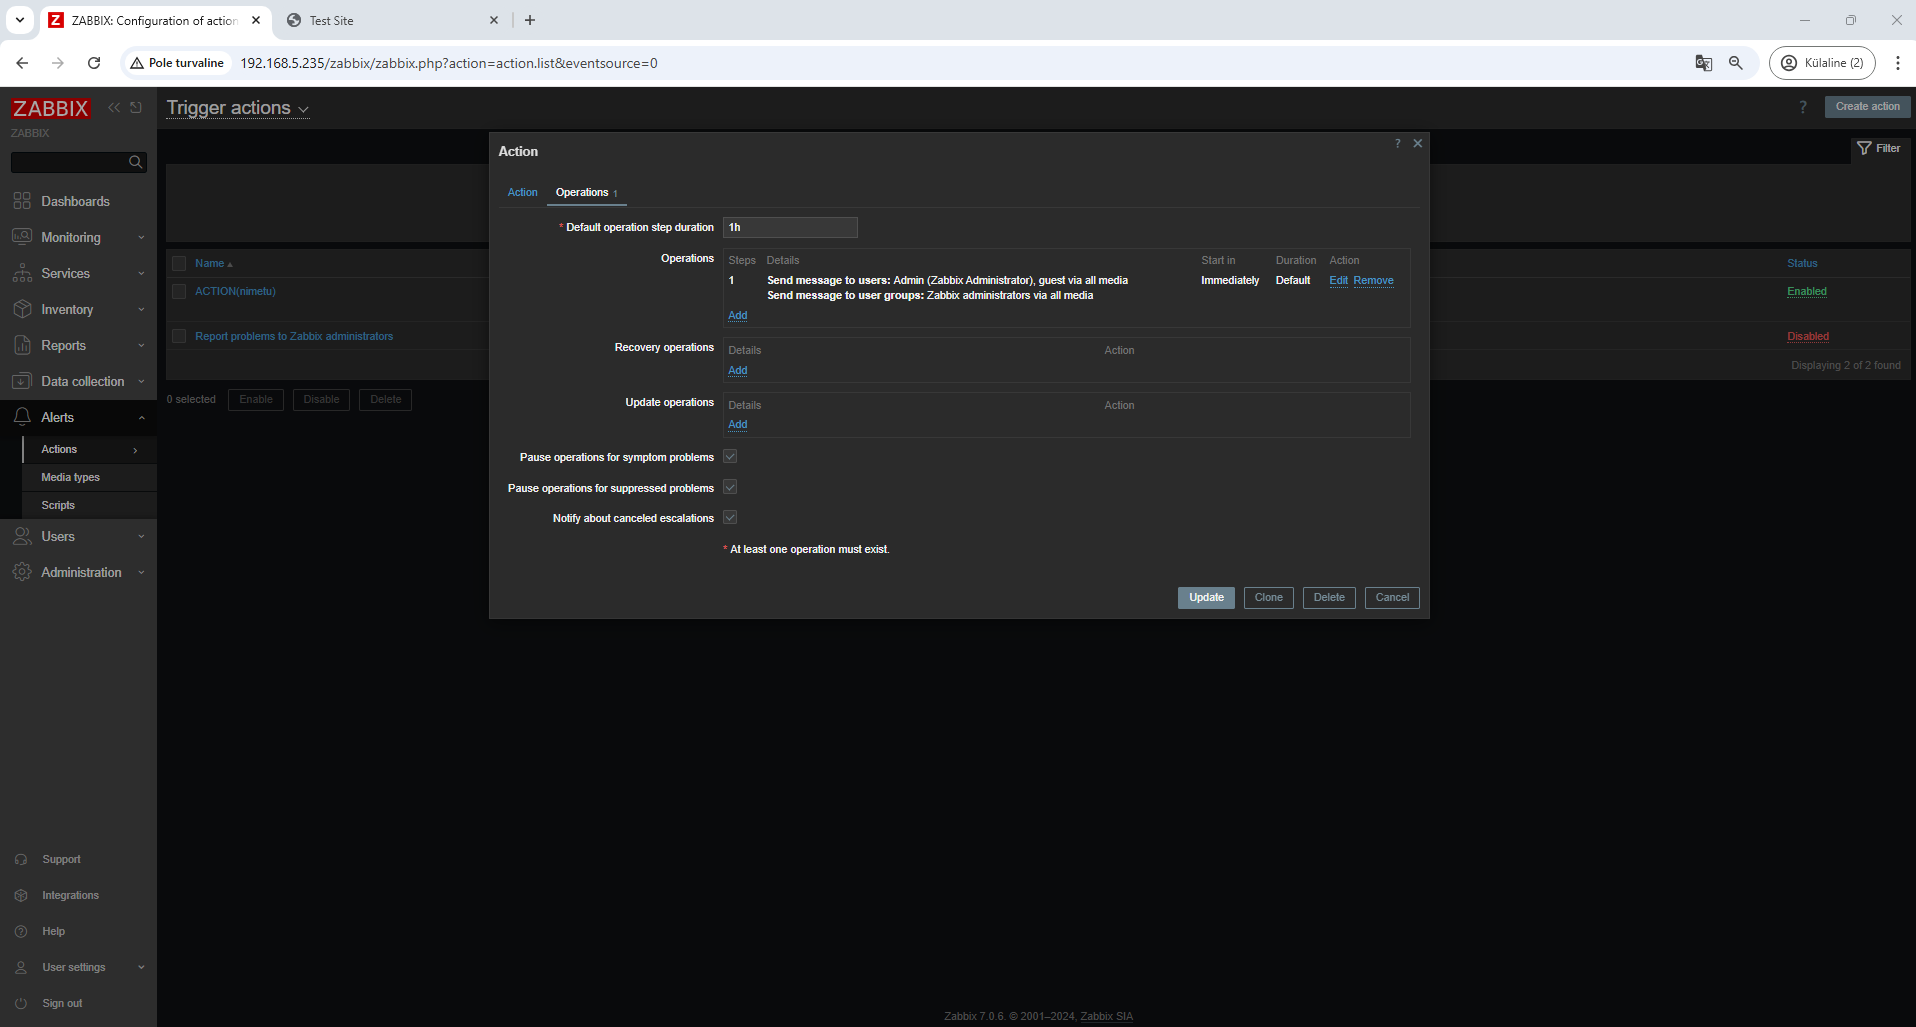 ZABBIX: Configuration of action
Test Site
Pole turvaline
192.168.5.235/zabbix/zabbix.php?action=action.list&eventsource=0
Külaline (2)
ZABBIX
ZABBIX
Dashboards
Monitoring
Services
Inventory
Reports
Data collection
Alerts
Actions
Media types
Scripts
Users
Administration
Support
Integrations
Help
User settings
Sign out
Trigger actions
?
Create action
Filter
Name
Status
ACTION(nimetu)
Enabled
Report problems to Zabbix administrators
Disabled
Displaying 2 of 2 found
0 selected
Enable
Disable
Delete
Action
?
Action
Operations 1
* Default operation step duration
1h
Operations
Steps Details Start in Duration Action
1 Send message to users: Admin (Zabbix Administrator), guest via all media Immediately Default Edit Remove
Send message to user groups: Zabbix administrators via all media
Add
Recovery operations
Details Action
Add
Update operations
Details Action
Add
Pause operations for symptom problems
Pause operations for suppressed problems
Notify about canceled escalations
* At least one operation must exist.
Update
Clone
Delete
Cancel
Zabbix 7.0.6. © 2001–2024, Zabbix SIA